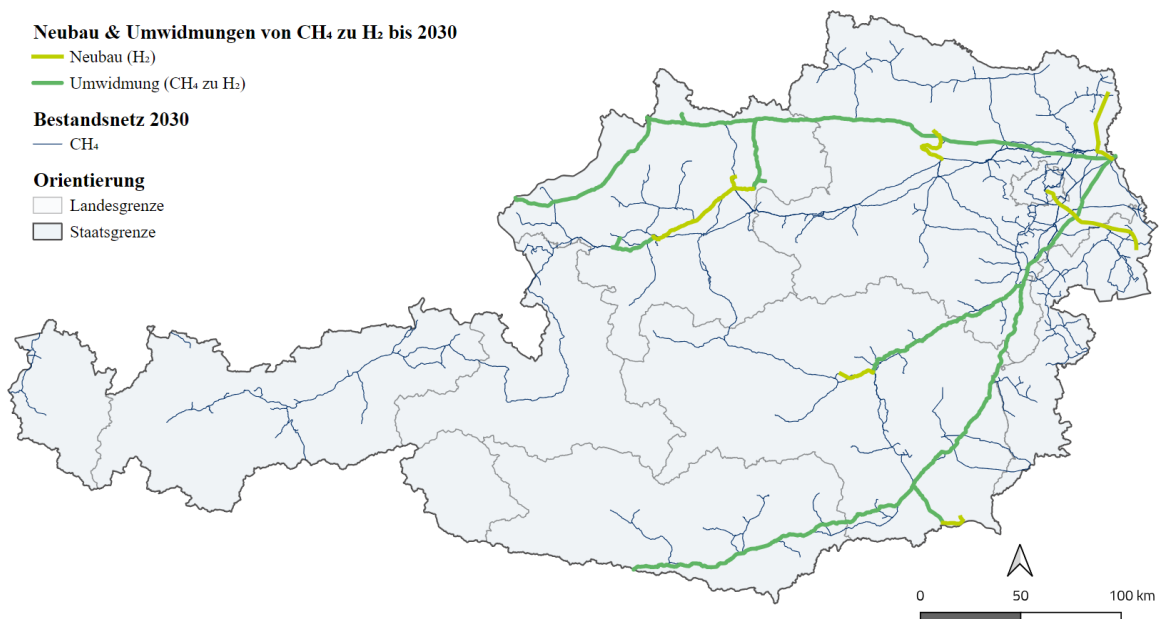 Neubau & Umwidmungen von CH₄ zu H₂ bis 2030
Neubau (H₂)
Umwidmung (CH₄ zu H₂)
Bestandsnetz 2030
CH₄
Orientierung
Landesgrenze
Staatsgrenze
0 50 100 km